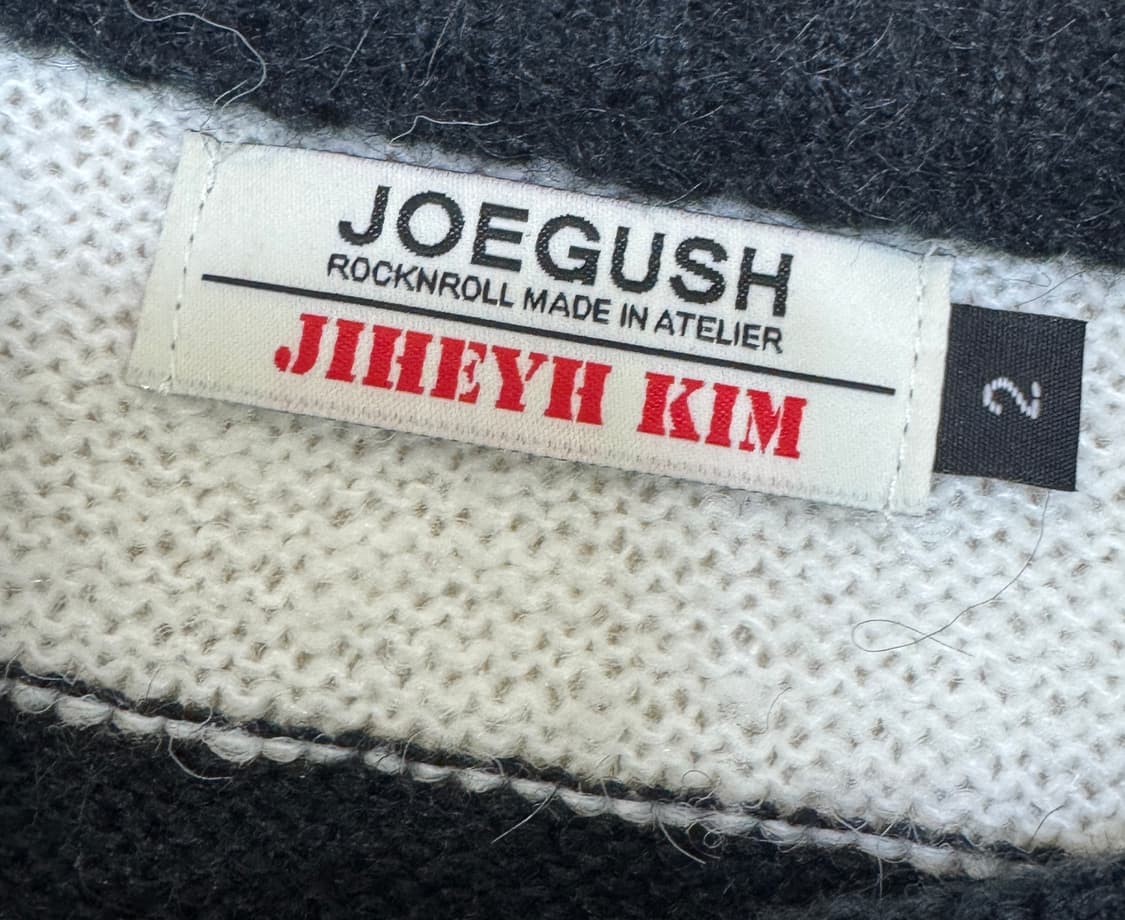 JOEGUSH
ROCKNROLL MADE IN ATELIER
JIHEYH KIM
2